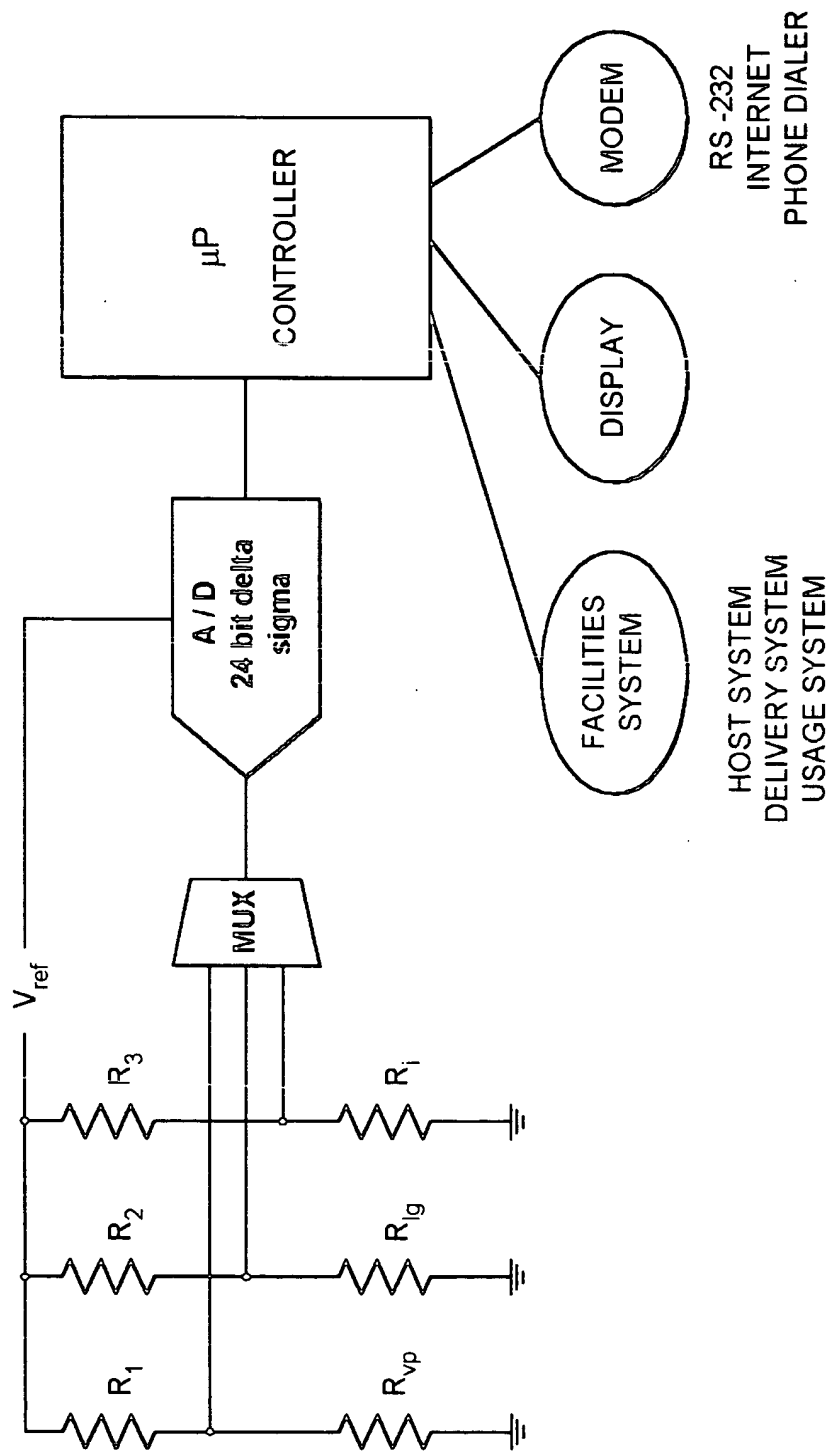 V_ref
R_1
R_2
R_3
R_vp
R_lg
R_i
MUX
A / D
24 bit delta
sigma
μP
CONTROLLER
FACILITIES
SYSTEM
DISPLAY
MODEM
HOST SYSTEM
DELIVERY SYSTEM
USAGE SYSTEM
RS -232
INTERNET
PHONE DIALER